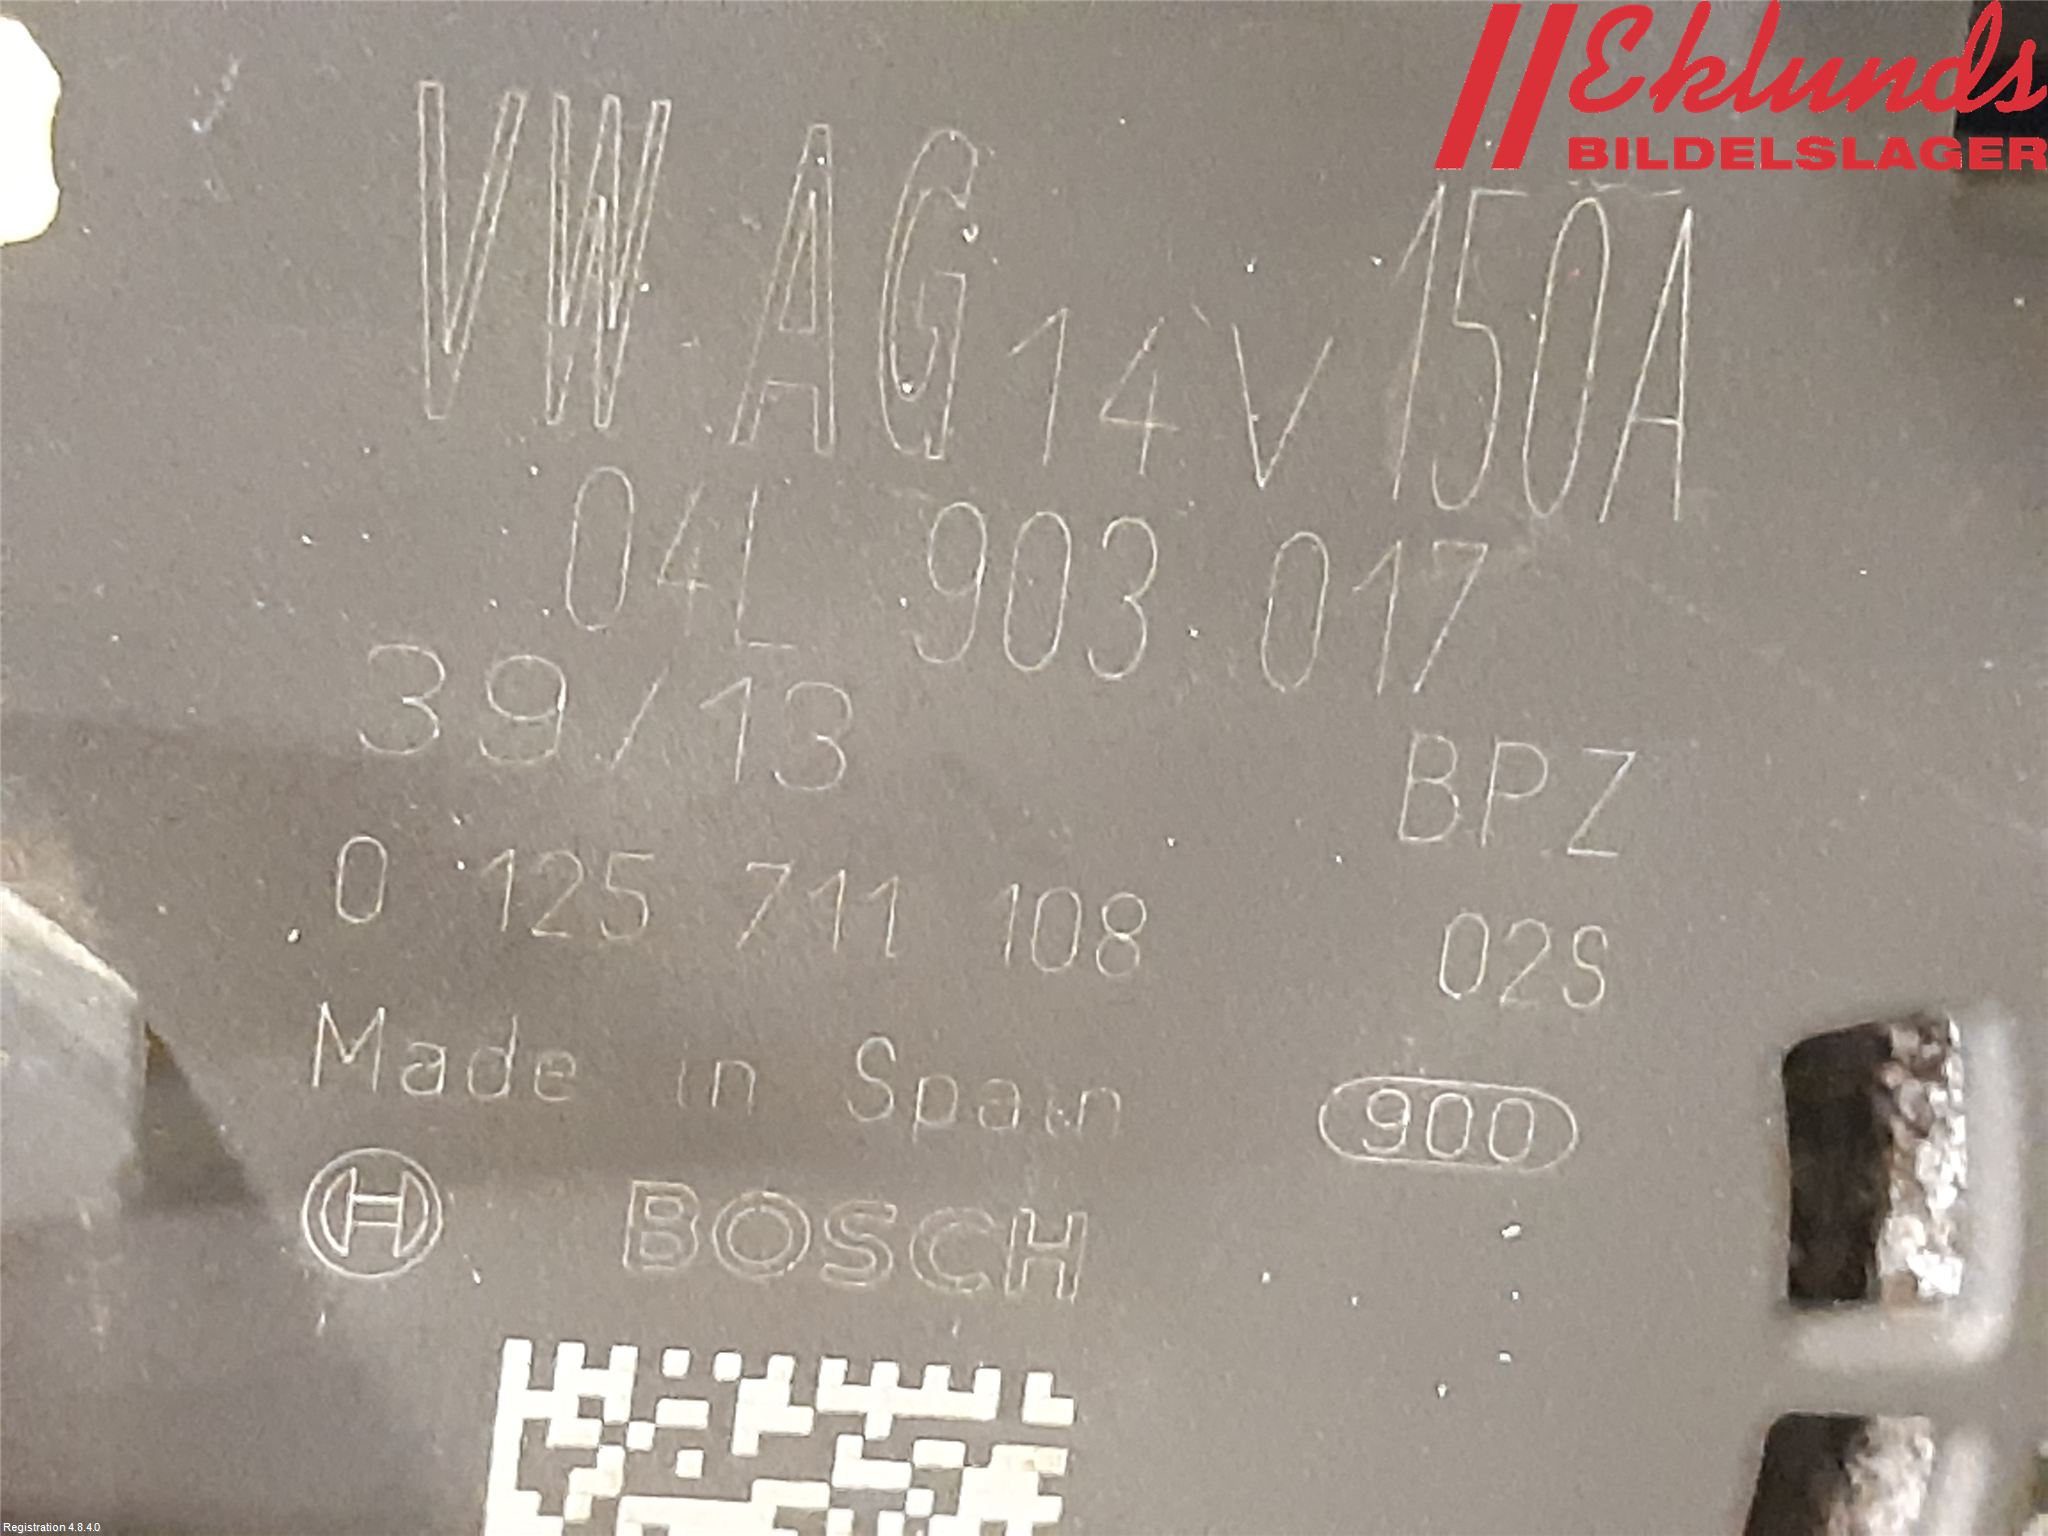 Eklunds
BILDELSLAGER
VW AG 14V 150A
04L 903 017
39/13 BPZ
0 125 711 108 02S
Made in Spain 900
BOSCH
Registration 4.8.4.0